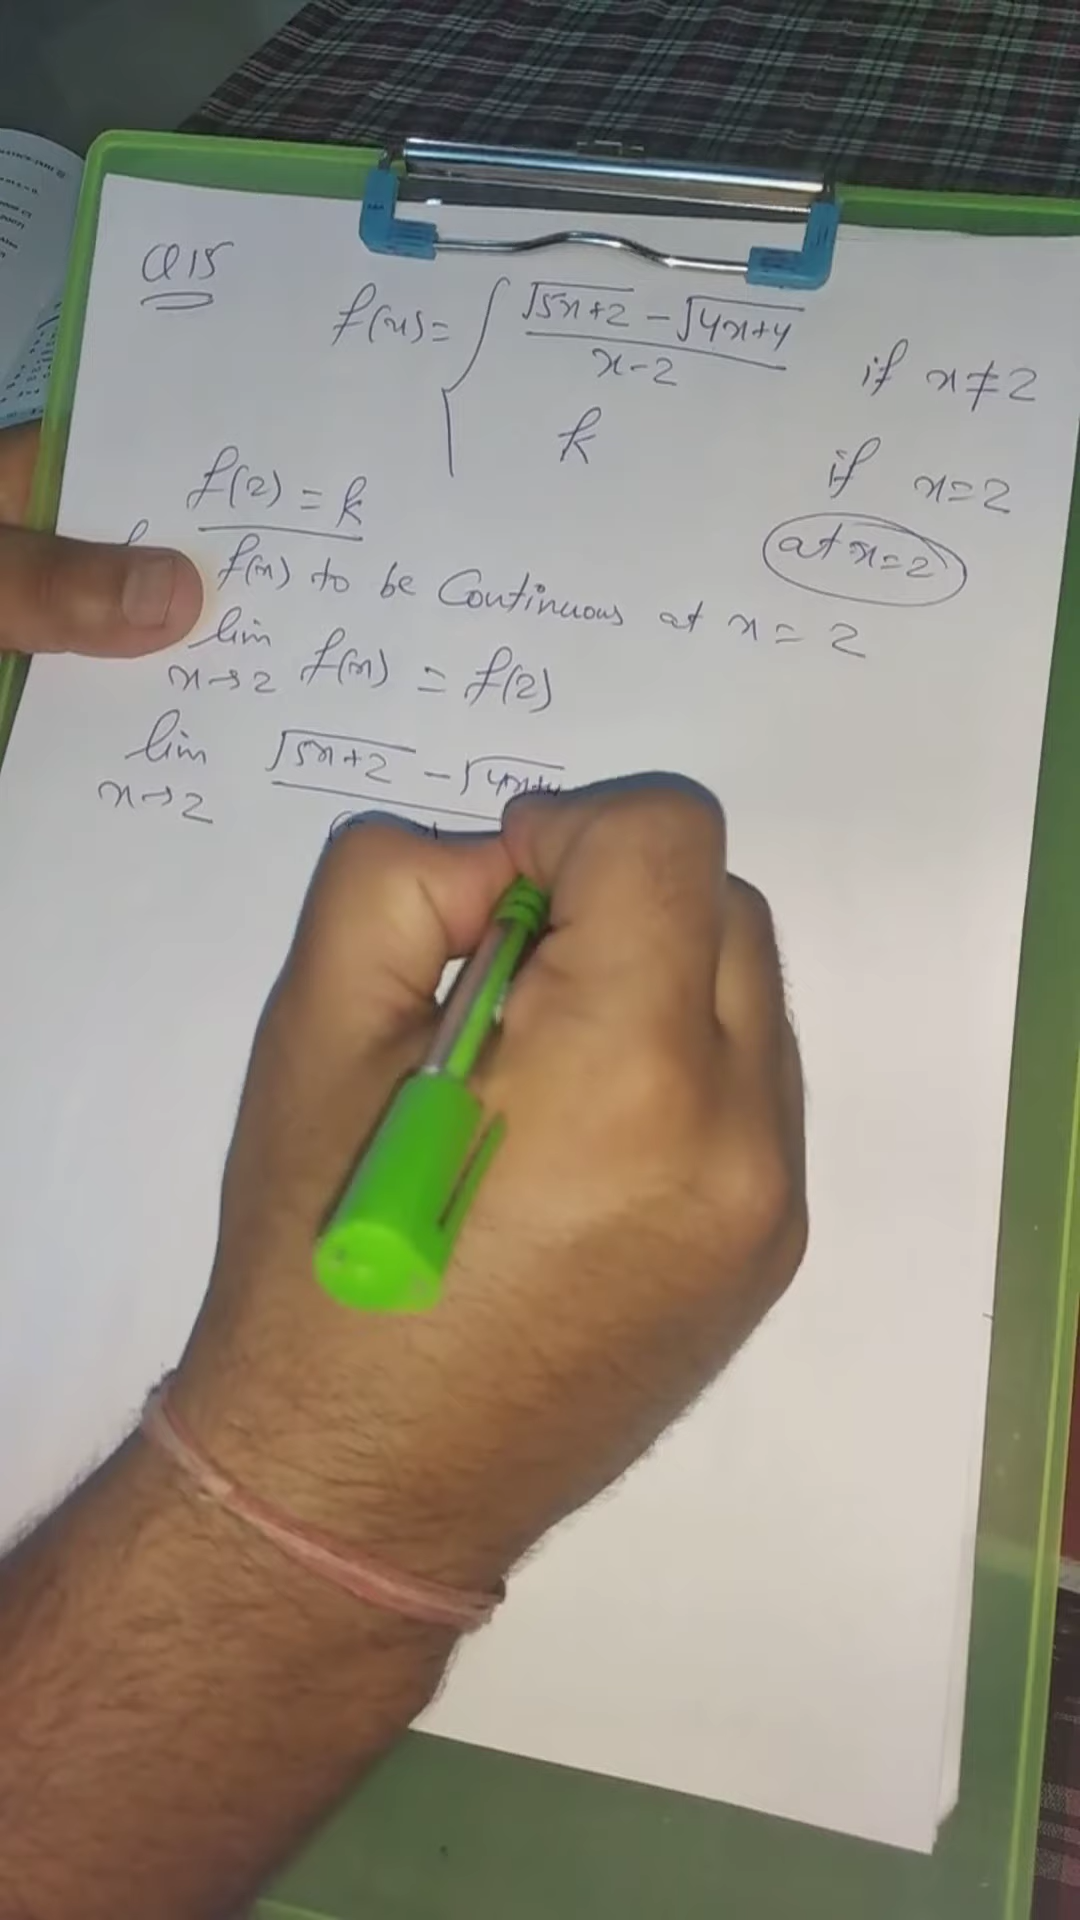 Q15
f(x) = { √5x+2 − √4x+4 / x−2 if x≠2
k if x=2
f(2) = k
at x=2
f(x) to be Continuous at x = 2
lim x→2 f(x) = f(2)
lim x→2 √5x+2 − √4x+4